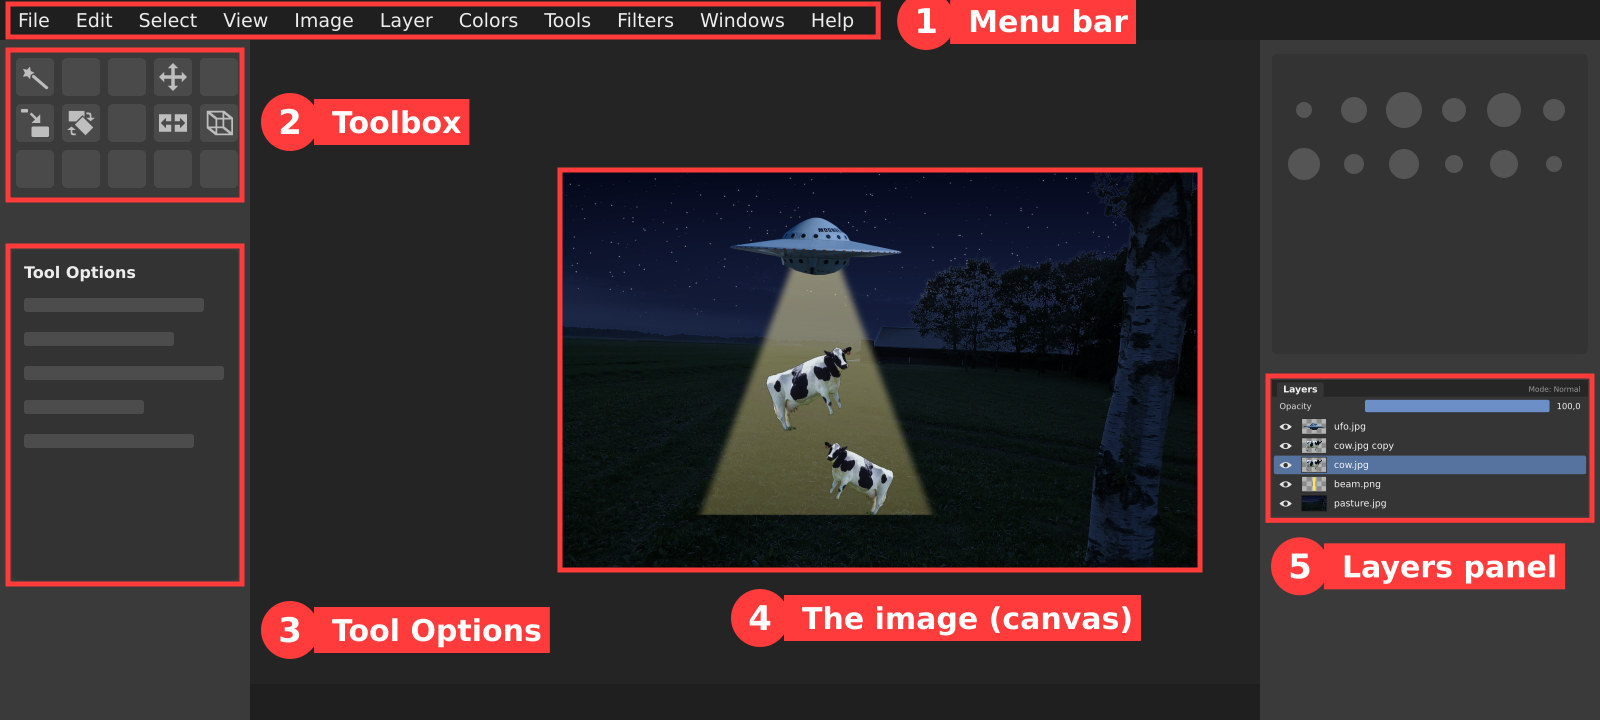 File Edit Select View Image Layer Colors Tools Filters Windows Help
1 Menu bar
2 Toolbox
Tool Options
3 Tool Options
4 The image (canvas)
Layers Mode: Normal
Opacity 100,0
ufo.jpg
cow.jpg copy
cow.jpg
beam.png
pasture.jpg
5 Layers panel